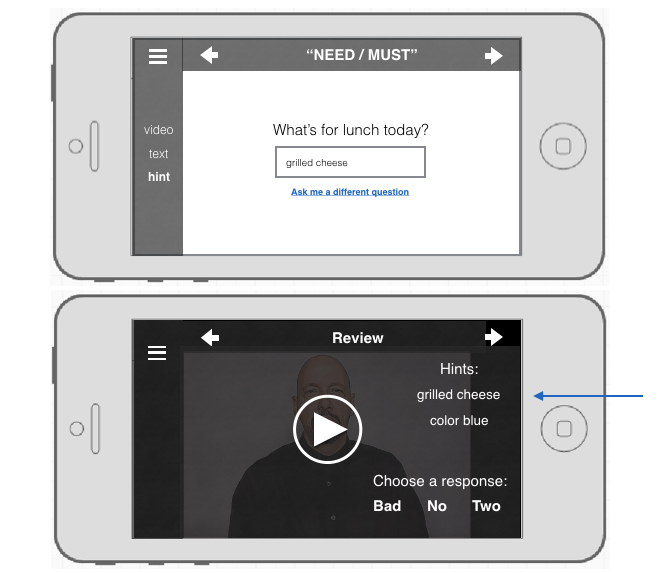 “NEED / MUST”
video
text
hint
What’s for lunch today?
grilled cheese
Ask me a different question
Review
Hints:
grilled cheese
color blue
Choose a response:
Bad No Two